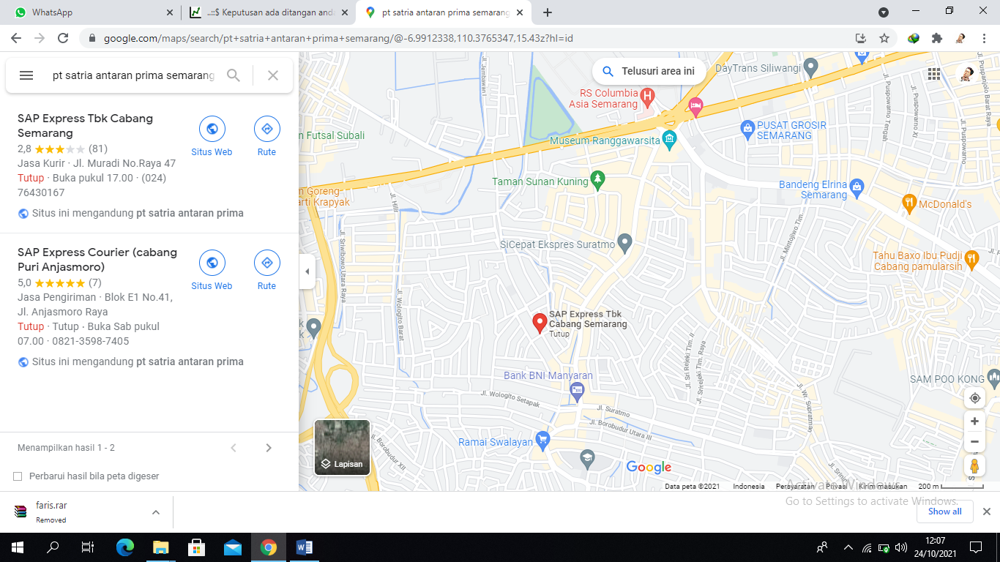 WhatsApp
..::$ Keputusan ada ditangan anda
pt satria antaran prima semarang
google.com/maps/search/pt+satria+antaran+prima+semarang/@-6.9912338,110.3765347,15.43z?hl=id
pt satria antaran prima semarang
SAP Express Tbk Cabang
Semarang
2,8 (81)
Jasa Kurir · Jl. Muradi No.Raya 47
Tutup · Buka pukul 17.00 · (024)
76430167
Situs Web
Rute
Situs ini mengandung pt satria antaran prima
SAP Express Courier (cabang
Puri Anjasmoro)
5,0 (7)
Jasa Pengiriman · Blok E1 No.41,
Jl. Anjasmoro Raya
Tutup · Tutup · Buka Sab pukul
07.00 · 0821-3598-7405
Situs Web
Rute
Situs ini mengandung pt satria antaran prima
Menampilkan hasil 1 - 2
Perbarui hasil bila peta digeser
Telusuri area ini
DayTrans Siliwangi
RS Columbia
Asia Semarang
Jl. Jembawan I
n Futsal Subali
Museum Ranggawarsita
PUSAT GROSIR
SEMARANG
Jl. Puspowarno Tengah
Jl. Puspowarno XI
Jl. Puspanjolo Barat Raya
Jl. Puspowarno
Taman Sunan Kuning
Bandeng Elrina
Semarang
m Goreng
arti Krapyak
McDonald's
Jl. Hilir
Jl. Sriwibowo Utara Raya
SiCepat Ekspres Suratmo
Jl. Mintojiwo Tim.
Tahu Baxo Ibu Pudji
Cabang pamularsih
Jl. Wologito Barat
SAP Express Tbk
Cabang Semarang
Tutup
k
k
Jl. Sri Rejeki Tim. II
Jl. Srirejeki Tim. Raya
Bank BNI Manyaran
SAM POO KONG
Jl. Wologito Setapak
Jl. Suratmo
Jl. Wr. Supratman
Jl. Borobudur Utara III
Ramai Swalayan
Jl. Borobudur XII
Lapisan
Google
Data peta ©2021
Indonesia
Persyaratan
Privasi
Kirim masukan
200 m
Activate Windows
Go to Settings to activate Windows.
faris.rar
Removed
Show all
12:07
24/10/2021